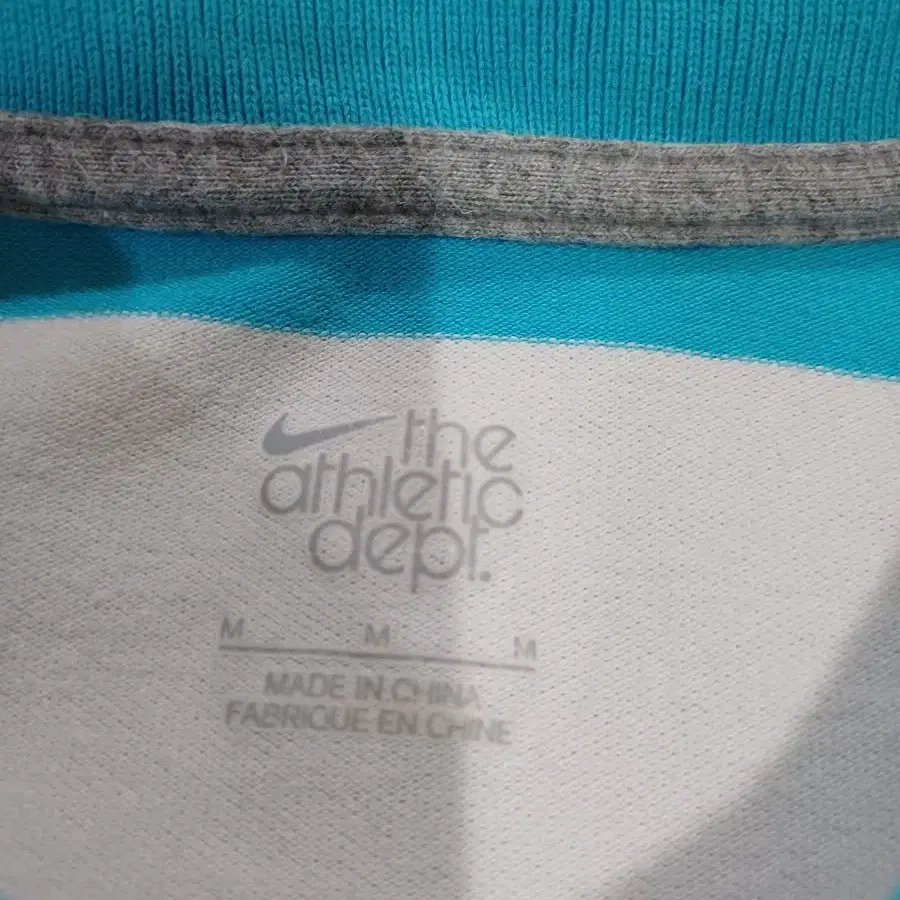 the
athletic
dept.
M M M
MADE IN CHINA
FABRIQUE EN CHINE